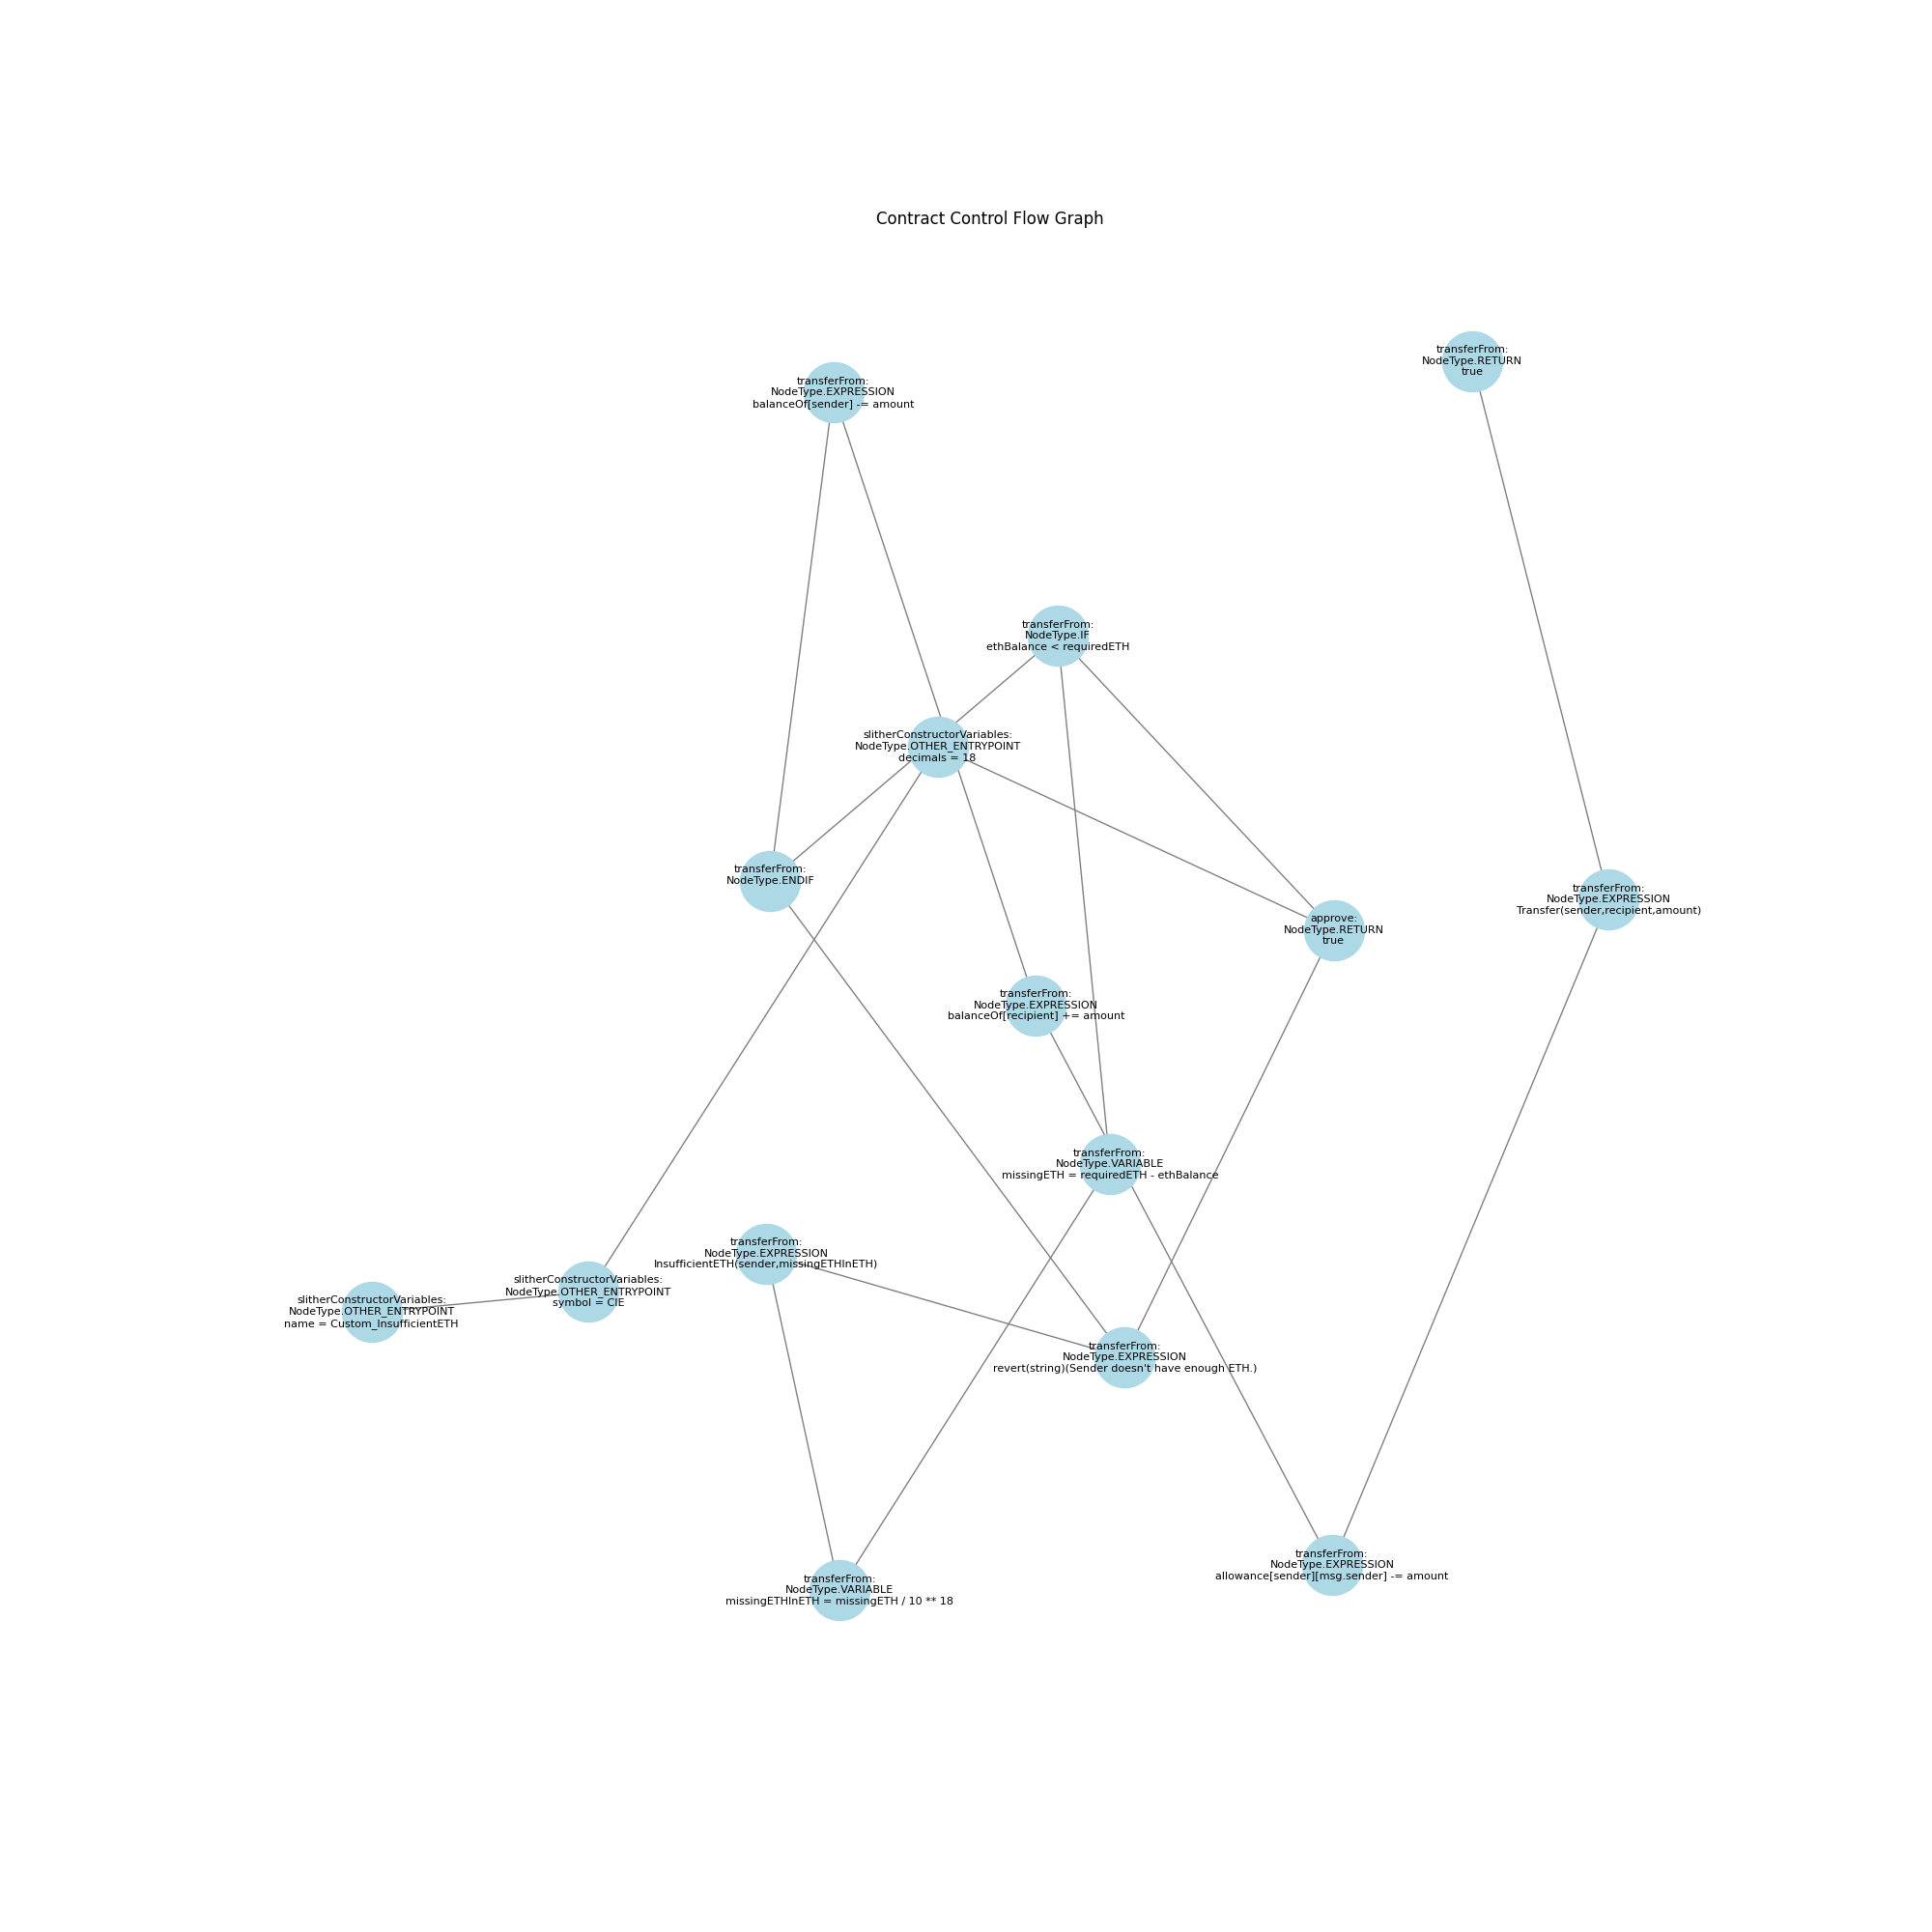 Contract Control Flow Graph
transferFrom:
NodeType.RETURN
true
transferFrom:
NodeType.EXPRESSION
balanceOf[sender] -= amount
transferFrom:
NodeType.IF
ethBalance < requiredETH
slitherConstructorVariables:
NodeType.OTHER_ENTRYPOINT
decimals = 18
transferFrom:
NodeType.ENDIF
transferFrom:
NodeType.EXPRESSION
Transfer(sender,recipient,amount)
approve:
NodeType.RETURN
true
transferFrom:
NodeType.EXPRESSION
balanceOf[recipient] += amount
transferFrom:
NodeType.VARIABLE
missingETH = requiredETH - ethBalance
transferFrom:
NodeType.EXPRESSION
InsufficientETH(sender,missingETHInETH)
slitherConstructorVariables:
NodeType.OTHER_ENTRYPOINT
symbol = CIE
slitherConstructorVariables:
NodeType.OTHER_ENTRYPOINT
name = Custom_InsufficientETH
transferFrom:
NodeType.EXPRESSION
revert(string)(Sender doesn't have enough ETH.)
transferFrom:
NodeType.EXPRESSION
allowance[sender][msg.sender] -= amount
transferFrom:
NodeType.VARIABLE
missingETHInETH = missingETH / 10 ** 18